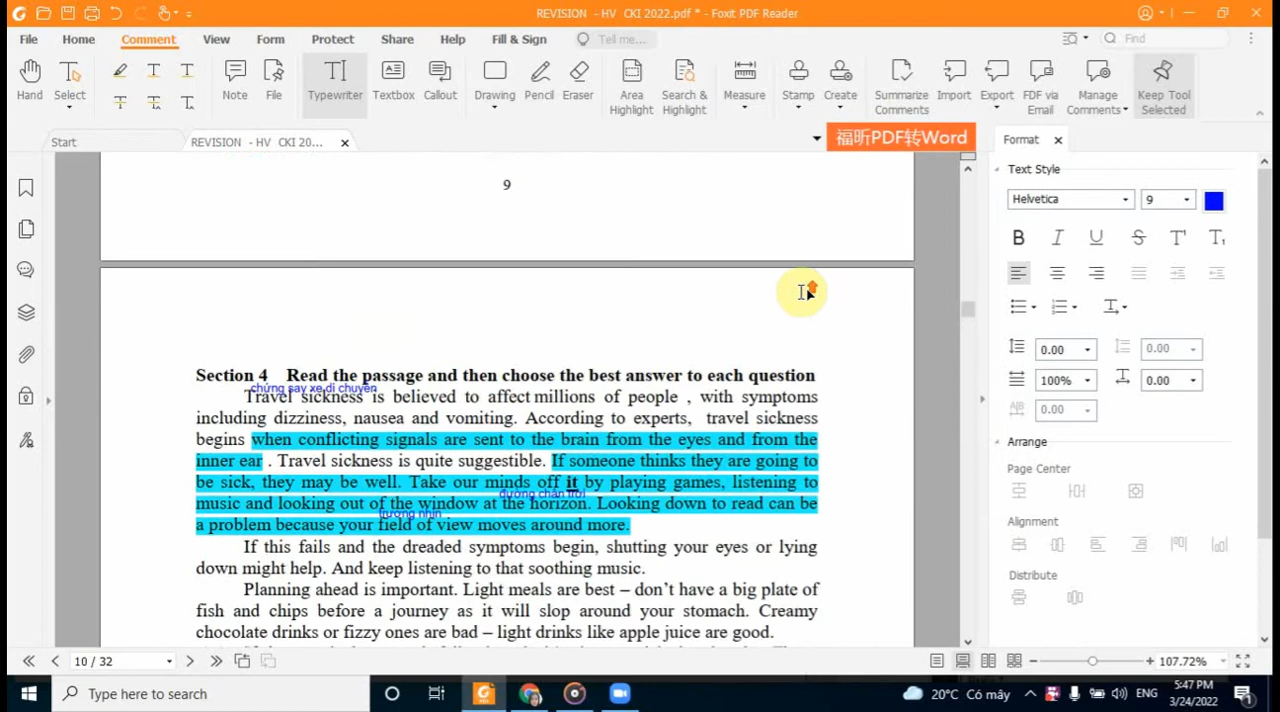 REVISION - HV CKI 2022.pdf * - Foxit PDF Reader
File Home Comment View Form Protect Share Help Fill & Sign Tell me... Find
Hand Select Note File Typewriter Textbox Callout Drawing Pencil Eraser Area Highlight Search & Highlight Measure Stamp Create Summarize Comments Import Export FDF via Email Manage Comments Keep Tool Selected
Start REVISION - HV CKI 20... 福昕PDF转Word Format
Text Style
Helvetica 9
9
B I U S T T
0.00 0.00
100% 0.00
0.00
Arrange
Page Center
Alignment
Distribute
Section 4 Read the passage and then choose the best answer to each question
chứng say xe di chuyển
Travel sickness is believed to affect millions of people , with symptoms
including dizziness, nausea and vomiting. According to experts, travel sickness
begins when conflicting signals are sent to the brain from the eyes and from the
inner ear . Travel sickness is quite suggestible. If someone thinks they are going to
be sick, they may be well. Take our minds off it by playing games, listening to
đường chân trời
music and looking out of the window at the horizon. Looking down to read can be
trường nhìn
a problem because your field of view moves around more.
If this fails and the dreaded symptoms begin, shutting your eyes or lying
down might help. And keep listening to that soothing music.
Planning ahead is important. Light meals are best – don't have a big plate of
fish and chips before a journey as it will slop around your stomach. Creamy
chocolate drinks or fizzy ones are bad – light drinks like apple juice are good.
10 / 32 107.72%
Type here to search 20°C Có mây ENG 5:47 PM
3/24/2022